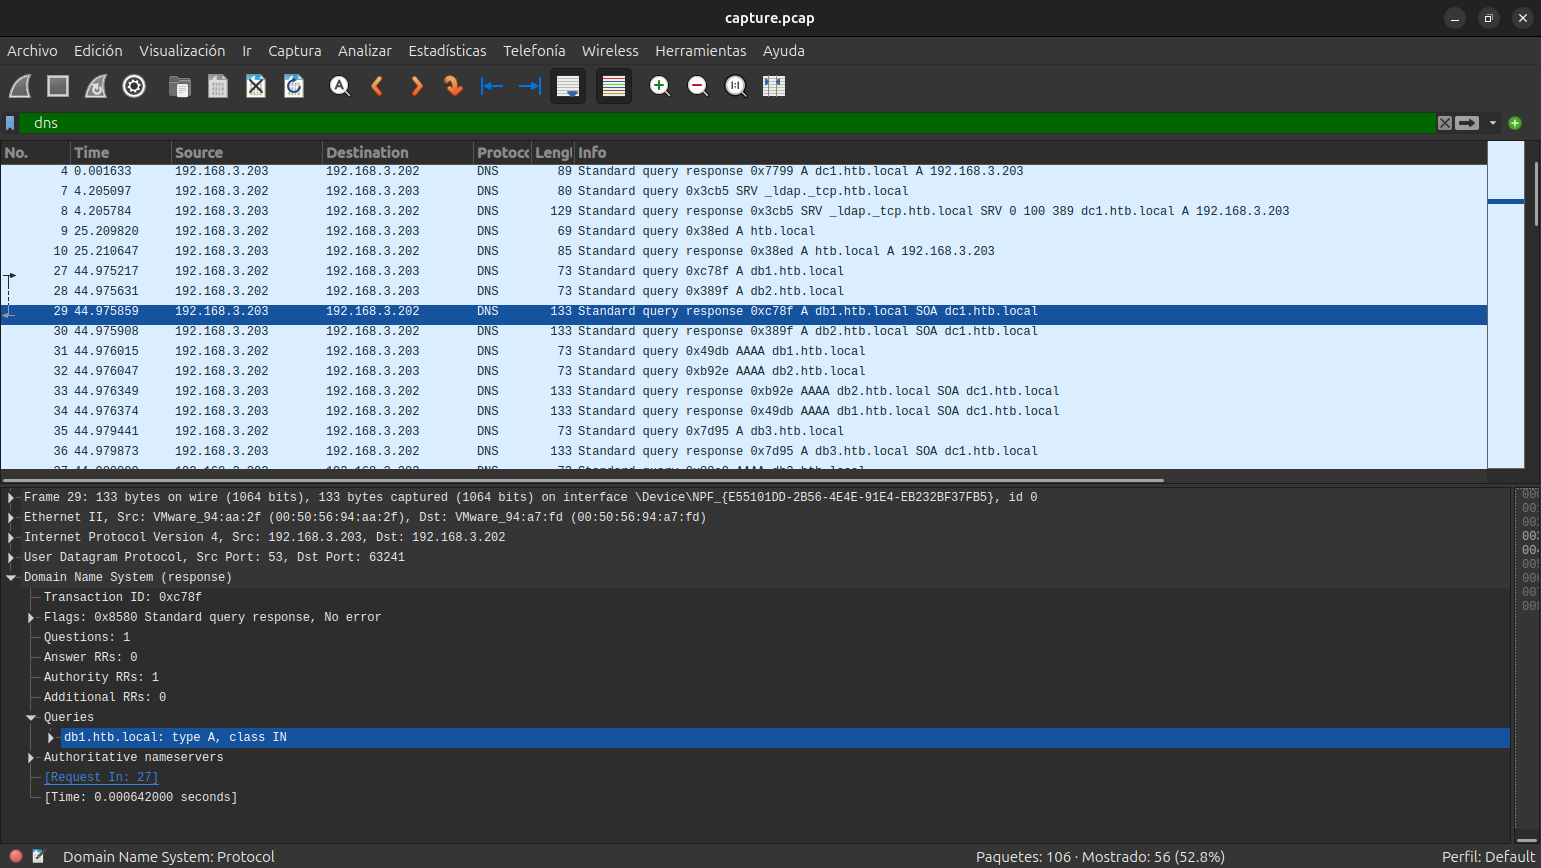 capture.pcap
Archivo Edición Visualización Ir Captura Analizar Estadísticas Telefonía Wireless Herramientas Ayuda
dns
No. Time Source Destination Protocc Lengt Info
4 0.001633 192.168.3.203 192.168.3.202 DNS 89 Standard query response 0x7799 A dc1.htb.local A 192.168.3.203
7 4.205097 192.168.3.202 192.168.3.203 DNS 80 Standard query 0x3cb5 SRV _ldap._tcp.htb.local
8 4.205784 192.168.3.203 192.168.3.202 DNS 129 Standard query response 0x3cb5 SRV _ldap._tcp.htb.local SRV 0 100 389 dc1.htb.local A 192.168.3.203
9 25.209820 192.168.3.202 192.168.3.203 DNS 69 Standard query 0x38ed A htb.local
10 25.210647 192.168.3.203 192.168.3.202 DNS 85 Standard query response 0x38ed A htb.local A 192.168.3.203
27 44.975217 192.168.3.202 192.168.3.203 DNS 73 Standard query 0xc78f A db1.htb.local
28 44.975631 192.168.3.202 192.168.3.203 DNS 73 Standard query 0x389f A db2.htb.local
29 44.975859 192.168.3.203 192.168.3.202 DNS 133 Standard query response 0xc78f A db1.htb.local SOA dc1.htb.local
30 44.975908 192.168.3.203 192.168.3.202 DNS 133 Standard query response 0x389f A db2.htb.local SOA dc1.htb.local
31 44.976015 192.168.3.202 192.168.3.203 DNS 73 Standard query 0x49db AAAA db1.htb.local
32 44.976047 192.168.3.202 192.168.3.203 DNS 73 Standard query 0xb92e AAAA db2.htb.local
33 44.976349 192.168.3.203 192.168.3.202 DNS 133 Standard query response 0xb92e AAAA db2.htb.local SOA dc1.htb.local
34 44.976374 192.168.3.203 192.168.3.202 DNS 133 Standard query response 0x49db AAAA db1.htb.local SOA dc1.htb.local
35 44.979441 192.168.3.202 192.168.3.203 DNS 73 Standard query 0x7d95 A db3.htb.local
36 44.979873 192.168.3.203 192.168.3.202 DNS 133 Standard query response 0x7d95 A db3.htb.local SOA dc1.htb.local
Frame 29: 133 bytes on wire (1064 bits), 133 bytes captured (1064 bits) on interface \Device\NPF_{E55101DD-2B56-4E4E-91E4-EB232BF37FB5}, id 0
Ethernet II, Src: VMware_94:aa:2f (00:50:56:94:aa:2f), Dst: VMware_94:a7:fd (00:50:56:94:a7:fd)
Internet Protocol Version 4, Src: 192.168.3.203, Dst: 192.168.3.202
User Datagram Protocol, Src Port: 53, Dst Port: 63241
Domain Name System (response)
Transaction ID: 0xc78f
Flags: 0x8580 Standard query response, No error
Questions: 1
Answer RRs: 0
Authority RRs: 1
Additional RRs: 0
Queries
db1.htb.local: type A, class IN
Authoritative nameservers
[Request In: 27]
[Time: 0.000642000 seconds]
Domain Name System: Protocol Paquetes: 106 · Mostrado: 56 (52.8%) Perfil: Default